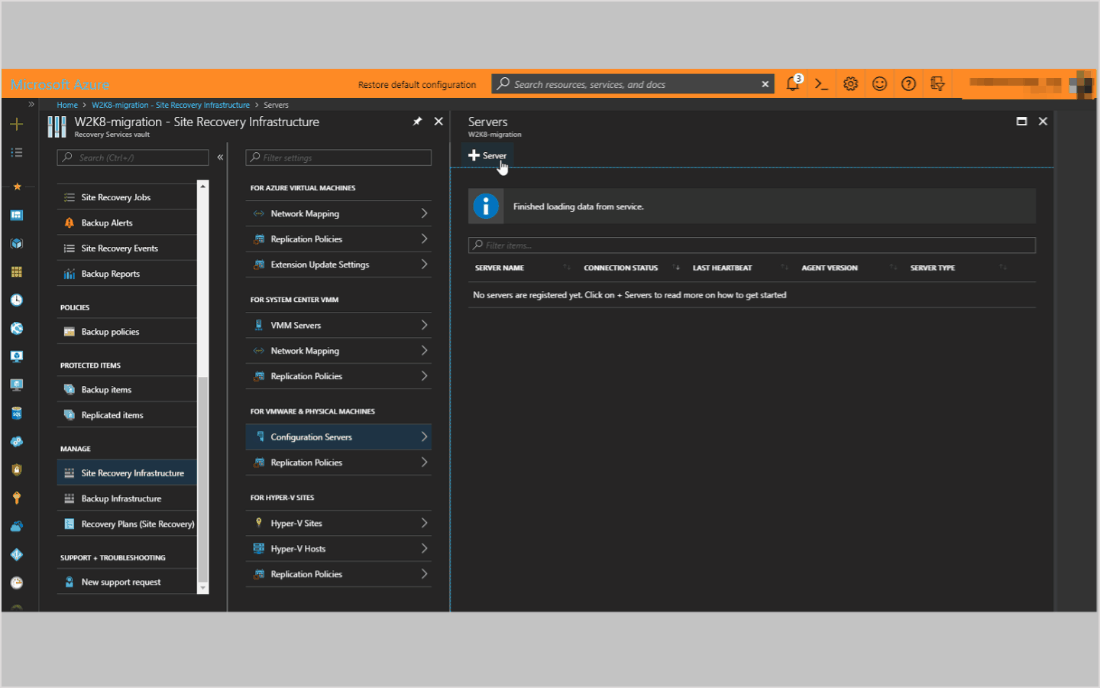 Microsoft Azure
Restore default configuration
Search resources, services, and docs
3
Home > W2K8-migration - Site Recovery Infrastructure > Servers
W2K8-migration - Site Recovery Infrastructure
Recovery Services vault
Search (Ctrl+/)
Site Recovery Jobs
Backup Alerts
Site Recovery Events
Backup Reports
POLICIES
Backup policies
PROTECTED ITEMS
Backup items
Replicated items
MANAGE
Site Recovery Infrastructure
Backup Infrastructure
Recovery Plans (Site Recovery)
SUPPORT + TROUBLESHOOTING
New support request
Filter settings
FOR AZURE VIRTUAL MACHINES
Network Mapping
Replication Policies
Extension Update Settings
FOR SYSTEM CENTER VMM
VMM Servers
Network Mapping
Replication Policies
FOR VMWARE & PHYSICAL MACHINES
Configuration Servers
Replication Policies
FOR HYPER-V SITES
Hyper-V Sites
Hyper-V Hosts
Replication Policies
Servers
W2K8-migration
+ Server
Finished loading data from service.
Filter items...
SERVER NAME CONNECTION STATUS LAST HEARTBEAT AGENT VERSION SERVER TYPE
No servers are registered yet. Click on + Servers to read more on how to get started